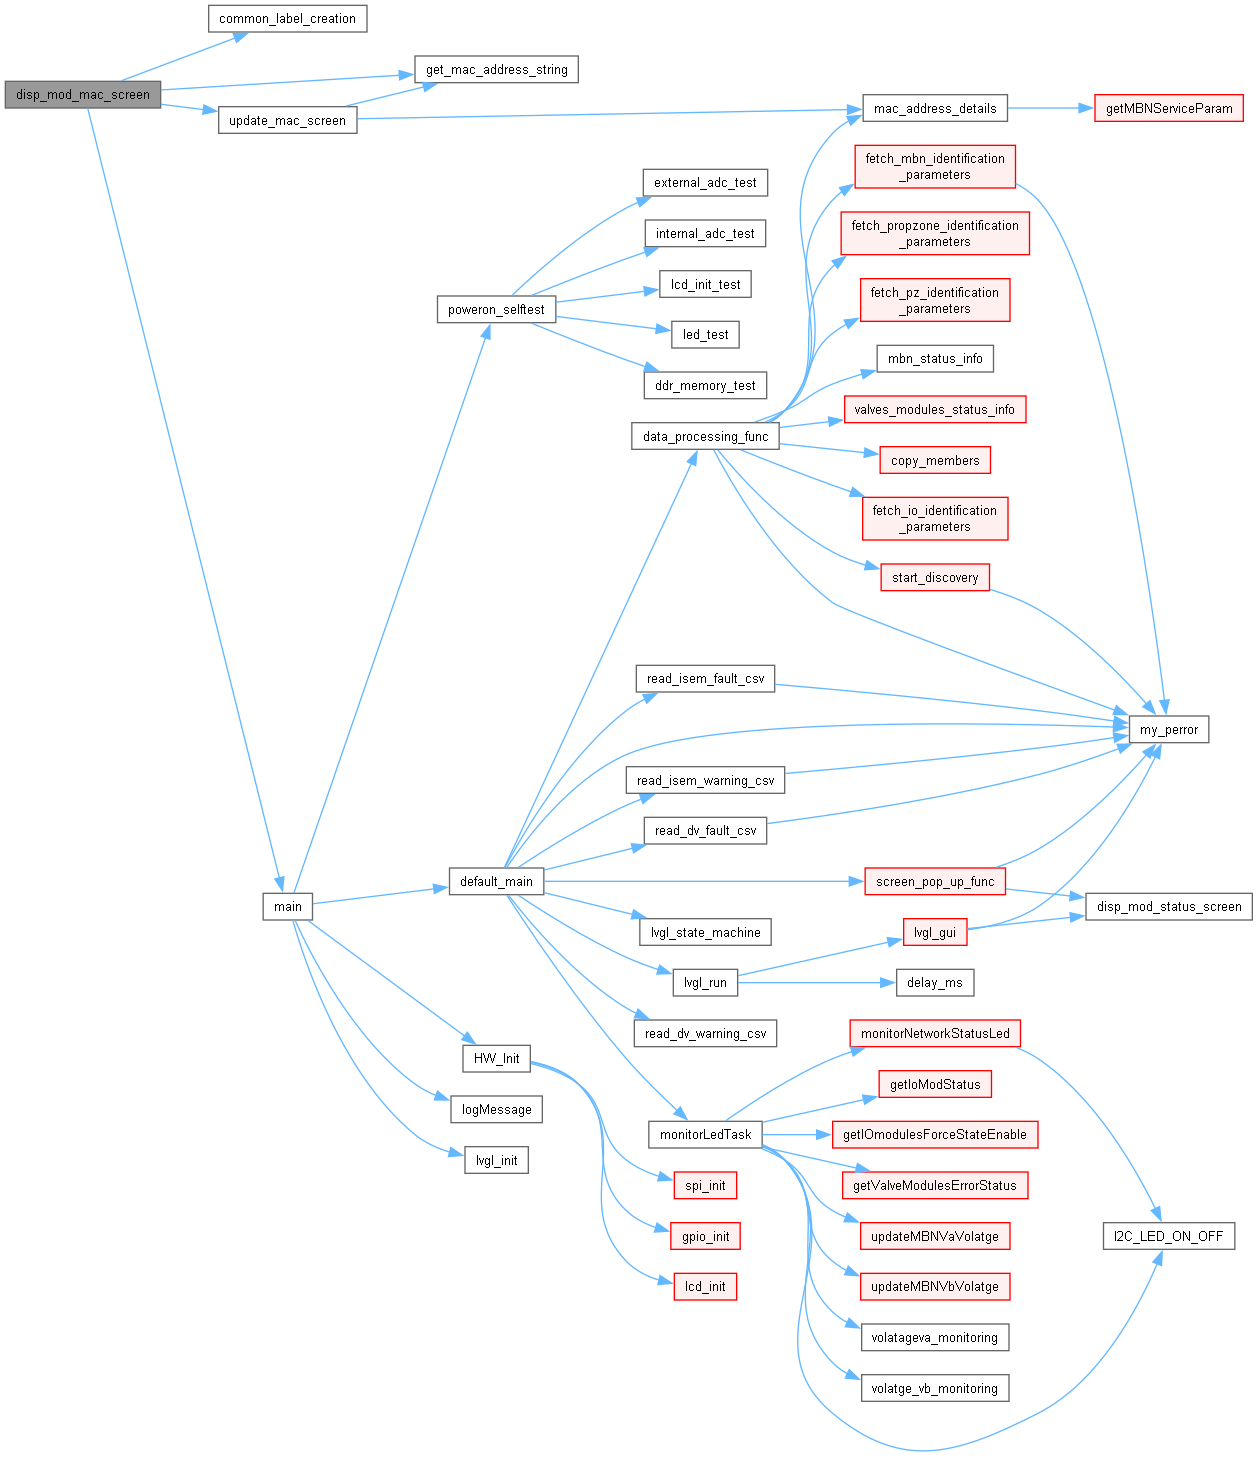 common_label_creation
get_mac_address_string
disp_mod_mac_screen
update_mac_screen
mac_address_details
getMBNServiceParam
fetch_mbn_identification
_parameters
external_adc_test
fetch_propzone_identification
_parameters
internal_adc_test
lcd_init_test
fetch_pz_identification
_parameters
poweron_selftest
led_test
mbn_status_info
ddr_memory_test
valves_modules_status_info
data_processing_func
copy_members
fetch_io_identification
_parameters
start_discovery
read_isem_fault_csv
my_perror
read_isem_warning_csv
read_dv_fault_csv
default_main
screen_pop_up_func
main
disp_mod_status_screen
lvgl_state_machine
lvgl_gui
lvgl_run
delay_ms
read_dv_warning_csv
monitorNetworkStatusLed
HW_Init
getIoModStatus
logMessage
monitorLedTask
getIOmodulesForceStateEnable
lvgl_init
spi_init
getValveModulesErrorStatus
gpio_init
updateMBNVaVolatge
I2C_LED_ON_OFF
lcd_init
updateMBNVbVolatge
volatageva_monitoring
volatge_vb_monitoring